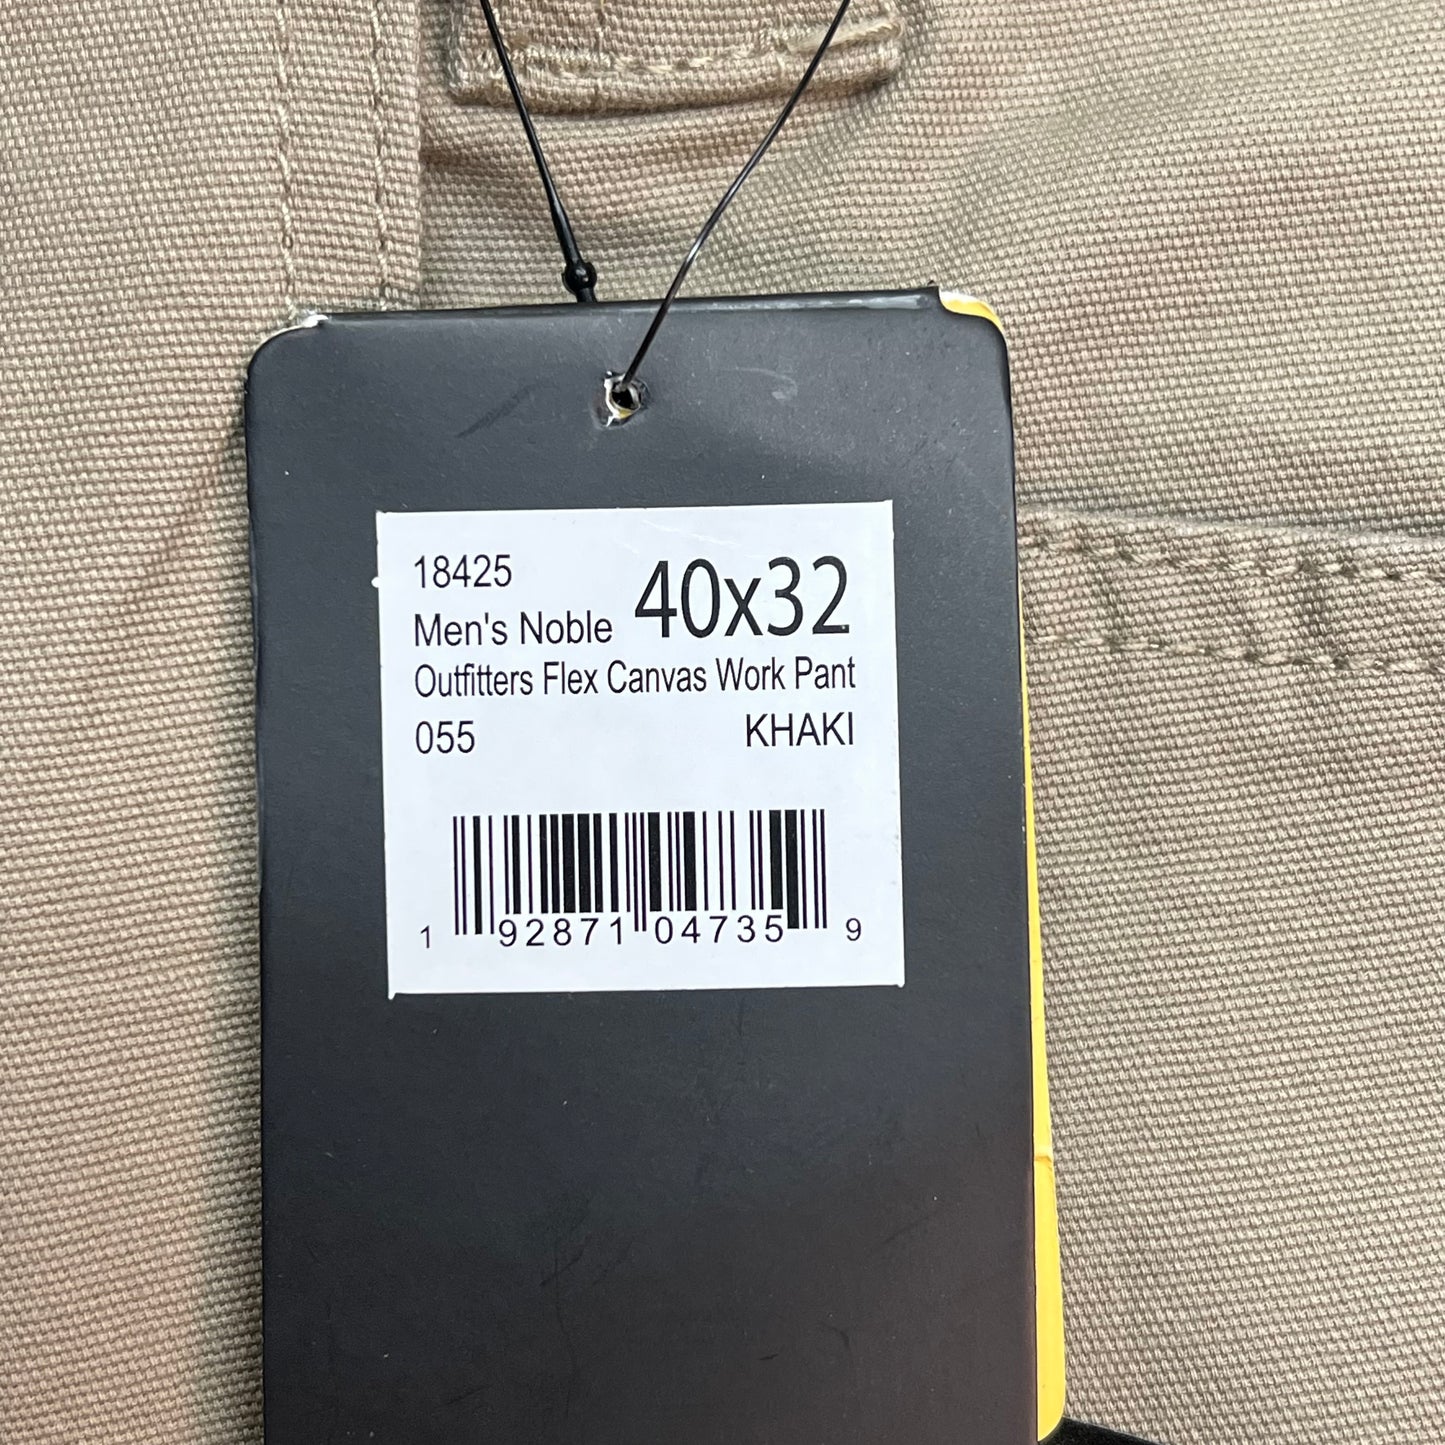 18425
40x32
Men's Noble
Outfitters Flex Canvas Work Pant
055 KHAKI
1 92871 04735 9